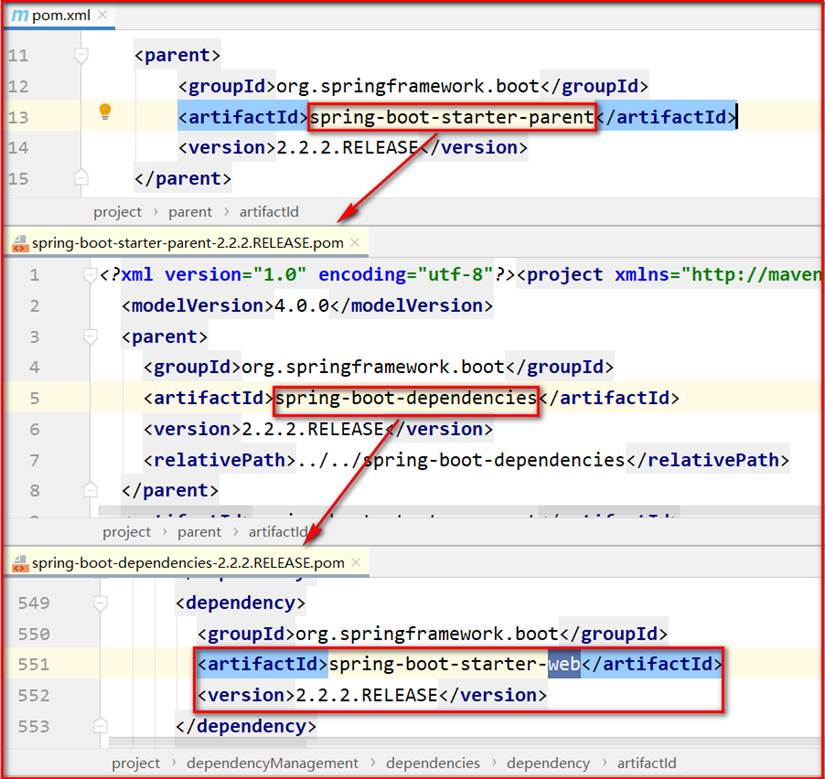 pom.xml
11 <parent>
12 <groupId>org.springframework.boot</groupId>
13 <artifactId>spring-boot-starter-parent</artifactId>
14 <version>2.2.2.RELEASE</version>
15 </parent>
project › parent › artifactId
spring-boot-starter-parent-2.2.2.RELEASE.pom
1 <?xml version="1.0" encoding="utf-8"?><project xmlns="http://maven
2 <modelVersion>4.0.0</modelVersion>
3 <parent>
4 <groupId>org.springframework.boot</groupId>
5 <artifactId>spring-boot-dependencies</artifactId>
6 <version>2.2.2.RELEASE</version>
7 <relativePath>../../spring-boot-dependencies</relativePath>
8 </parent>
project › parent › artifactId
spring-boot-dependencies-2.2.2.RELEASE.pom
549 <dependency>
550 <groupId>org.springframework.boot</groupId>
551 <artifactId>spring-boot-starter-web</artifactId>
552 <version>2.2.2.RELEASE</version>
553 </dependency>
project › dependencyManagement › dependencies › dependency › artifactId